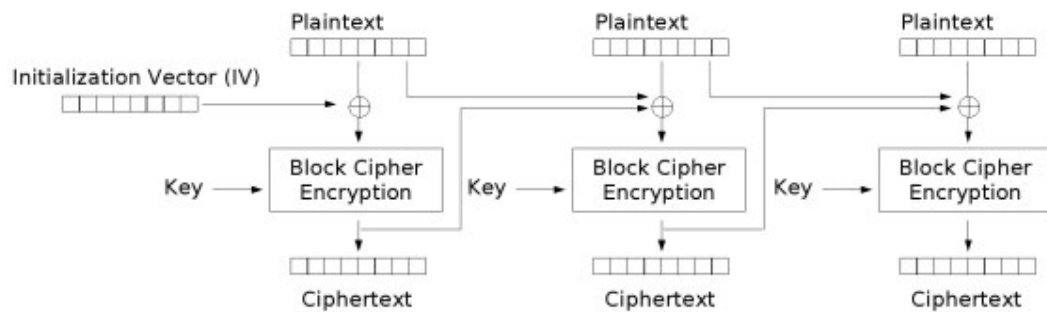 Plaintext
Plaintext
Plaintext
Initialization Vector (IV)
Block Cipher
Encryption
Block Cipher
Encryption
Block Cipher
Encryption
Key
Key
Key
Ciphertext
Ciphertext
Ciphertext